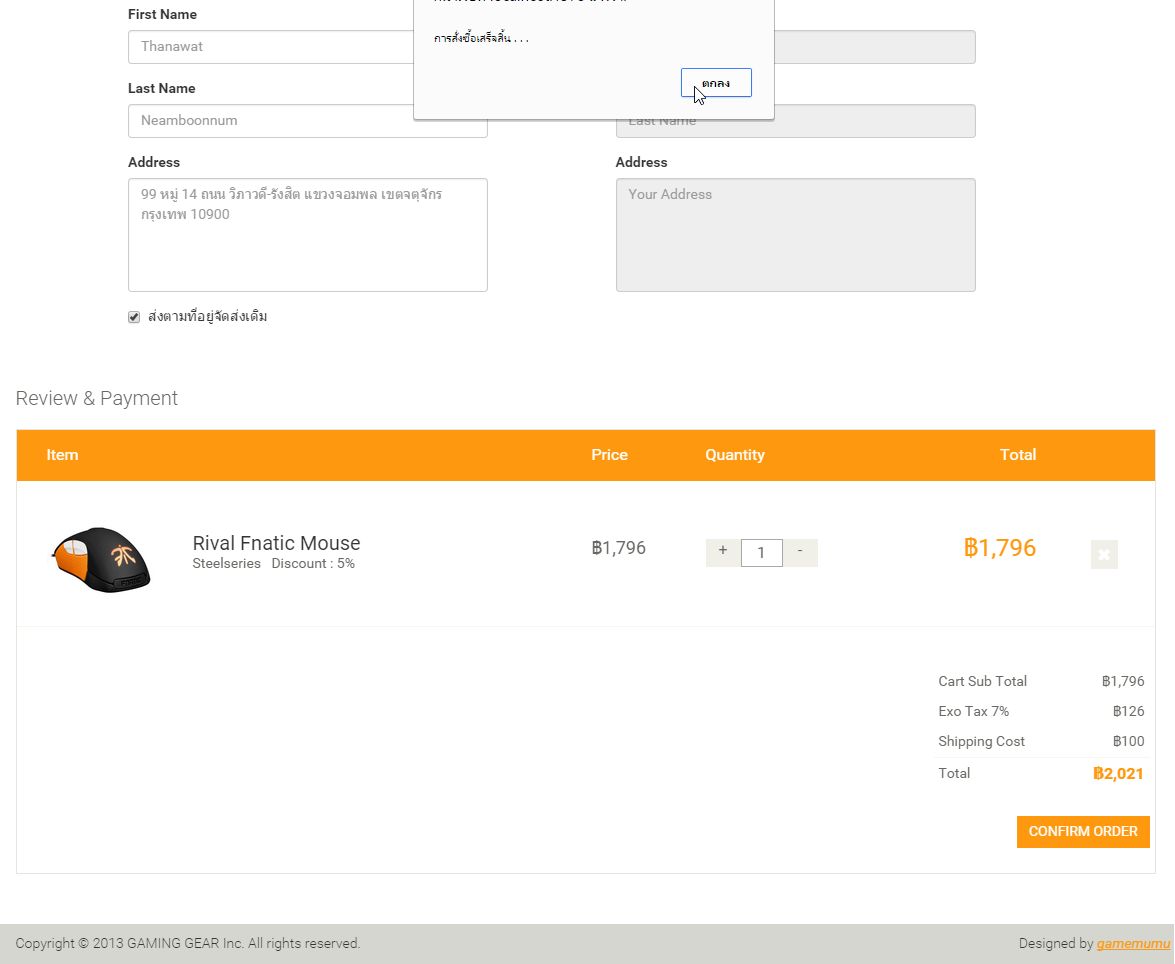 First Name
การสั่งซื้อเสร็จสิ้น . . .
Thanawat
ตกลง
Last Name
Neamboonnum
Last Name
Address
Address
99 หมู่ 14 ถนน วิภาวดี-รังสิต แขวงจอมพล เขตจตุจักร
กรุงเทพ 10900
Your Address
ส่งตามที่อยู่จัดส่งเดิม
Review & Payment
Item Price Quantity Total
Rival Fnatic Mouse
Steelseries Discount : 5%
฿1,796
+ 1 -
฿1,796
Cart Sub Total ฿1,796
Exo Tax 7% ฿126
Shipping Cost ฿100
Total ฿2,021
CONFIRM ORDER
Copyright © 2013 GAMING GEAR Inc. All rights reserved.
Designed by gamemumu